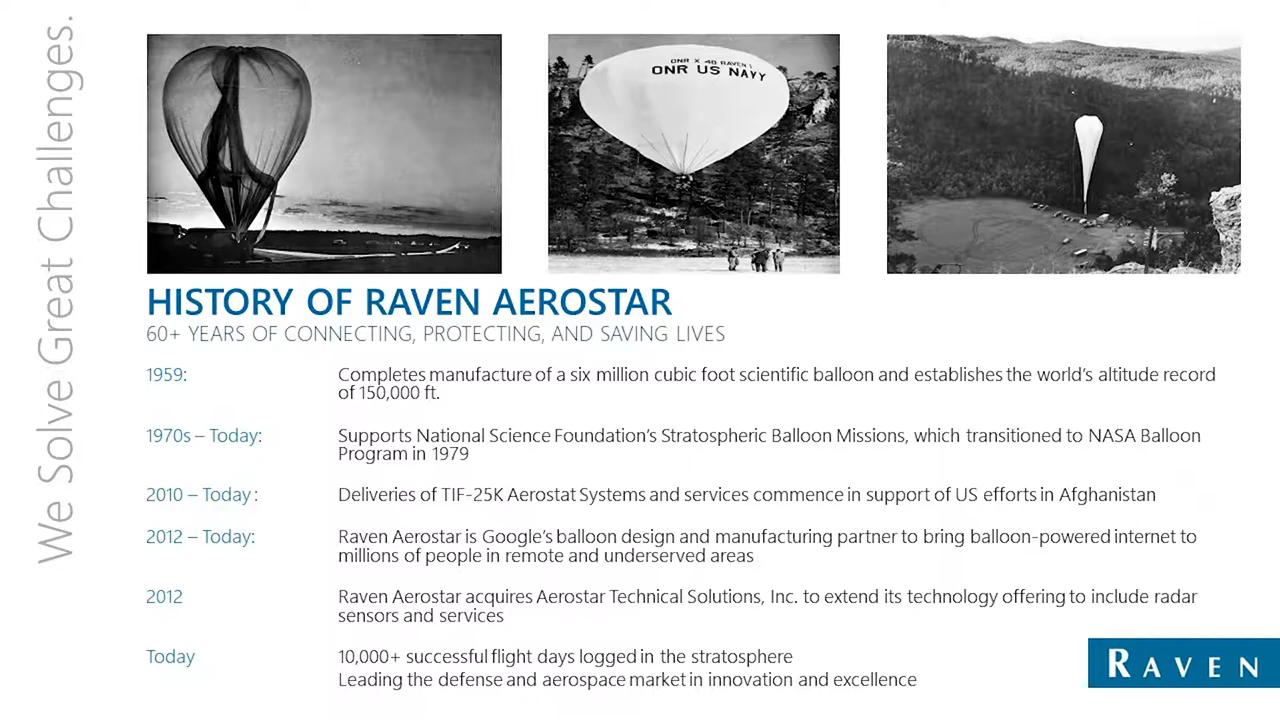 We Solve Great Challenges.
ONR X-40 RAVEN I
ONR US NAVY
HISTORY OF RAVEN AEROSTAR
60+ YEARS OF CONNECTING, PROTECTING, AND SAVING LIVES
1959:
Completes manufacture of a six million cubic foot scientific balloon and establishes the world's altitude record
of 150,000 ft.
1970s – Today:
Supports National Science Foundation's Stratospheric Balloon Missions, which transitioned to NASA Balloon
Program in 1979
2010 – Today :
Deliveries of TIF-25K Aerostat Systems and services commence in support of US efforts in Afghanistan
2012 – Today:
Raven Aerostar is Google's balloon design and manufacturing partner to bring balloon-powered internet to
millions of people in remote and underserved areas
2012
Raven Aerostar acquires Aerostar Technical Solutions, Inc. to extend its technology offering to include radar
sensors and services
Today
10,000+ successful flight days logged in the stratosphere
Leading the defense and aerospace market in innovation and excellence
RAVEN